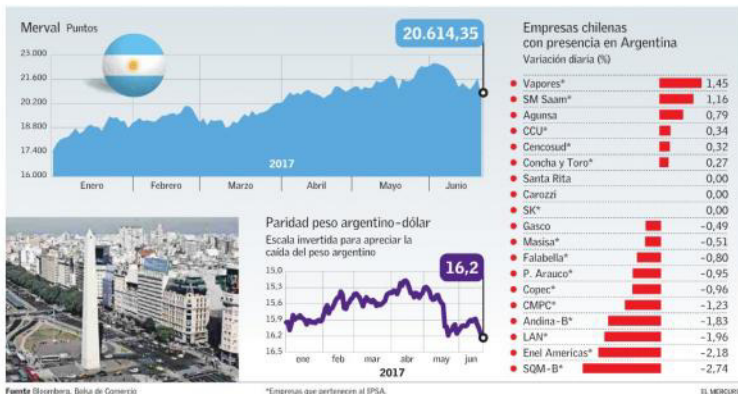 Merval Puntos
20.614,35
23.000
21.600
20.200
18.800
17.400
16.000
2017
Enero
Febrero
Marzo
Abril
Mayo
Junio
Paridad peso argentino-dólar
Escala invertida para apreciar la
caída del peso argentino
16,2
15,0
15,3
15,6
15,9
16,2
16,5
ene
feb
mar
abr
may
jun
2017
Empresas chilenas
con presencia en Argentina
Variación diaria (%)
Vapores* 1,45
SM Saam* 1,16
Agunsa 0,79
CCU* 0,34
Cencosud* 0,32
Concha y Toro* 0,27
Santa Rita 0,00
Carozzi 0,00
SK* 0,00
Gasco -0,49
Masisa* -0,51
Falabella* -0,80
P. Arauco* -0,95
Copec* -0,96
CMPC* -1,23
Andina-B* -1,83
LAN* -1,96
Enel Americas* -2,18
SQM-B* -2,74
Fuente Bloomberg, Bolsa de Comercio
*Empresas que pertenecen al IPSA.
EL MERCURIO